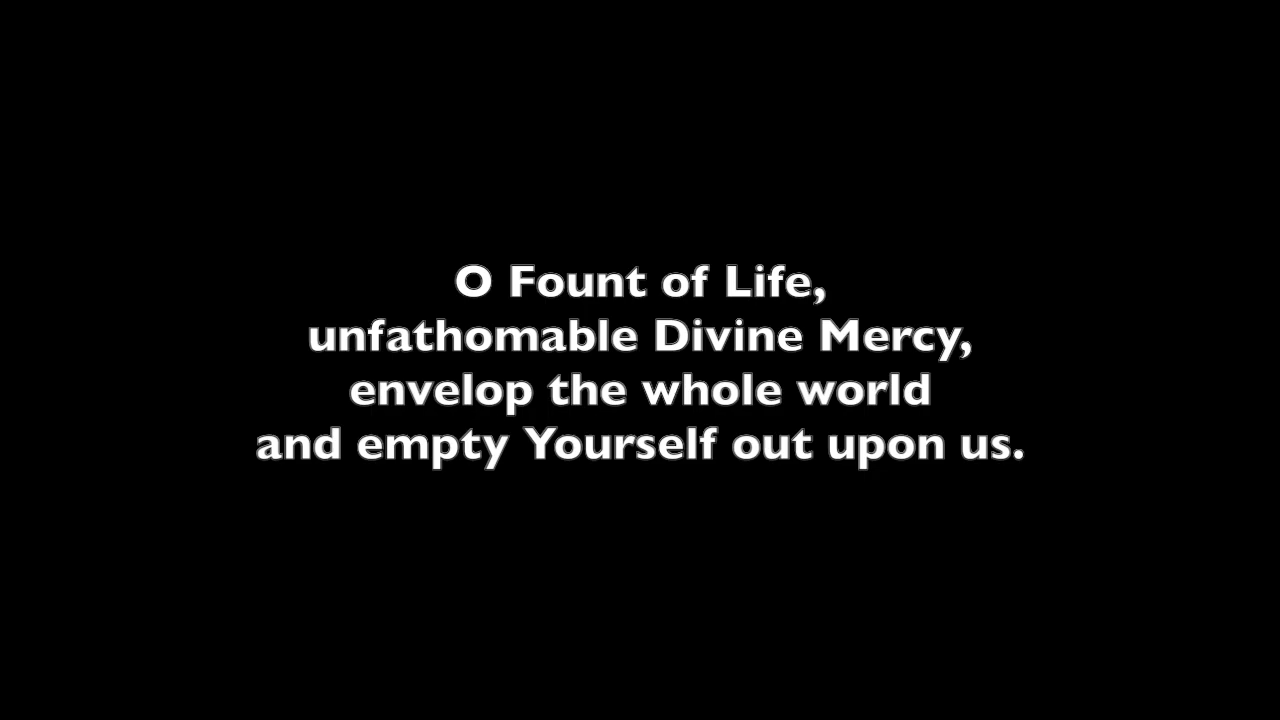 O Fount of Life,
unfathomable Divine Mercy,
envelop the whole world
and empty Yourself out upon us.